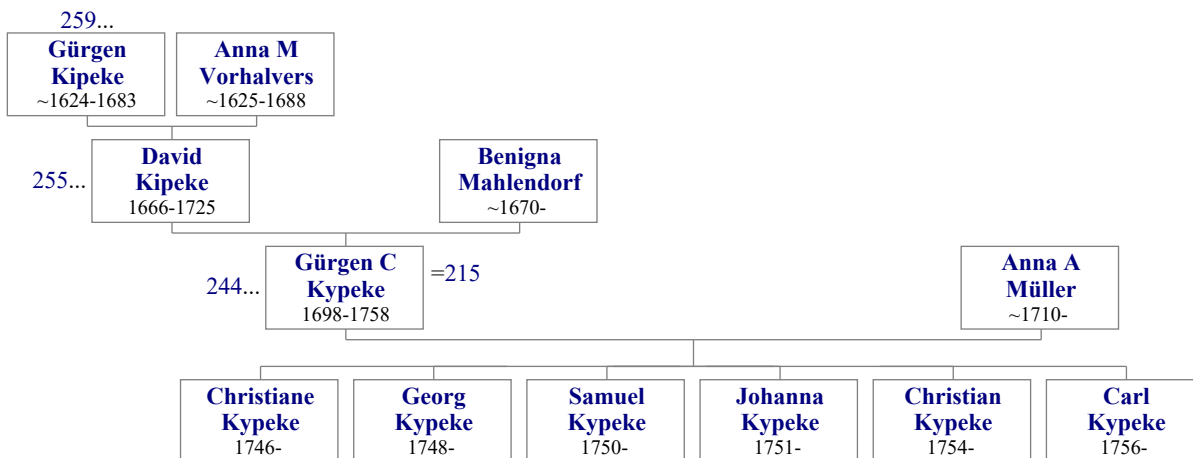 259...
Gürgen
Kipeke
~1624-1683
Anna M
Vorhalvers
~1625-1688
255...
David
Kipeke
1666-1725
Benigna
Mahlendorf
~1670-
244...
Gürgen C
Kypeke
1698-1758
=215
Anna A
Müller
~1710-
Christiane
Kypeke
1746-
Georg
Kypeke
1748-
Samuel
Kypeke
1750-
Johanna
Kypeke
1751-
Christian
Kypeke
1754-
Carl
Kypeke
1756-